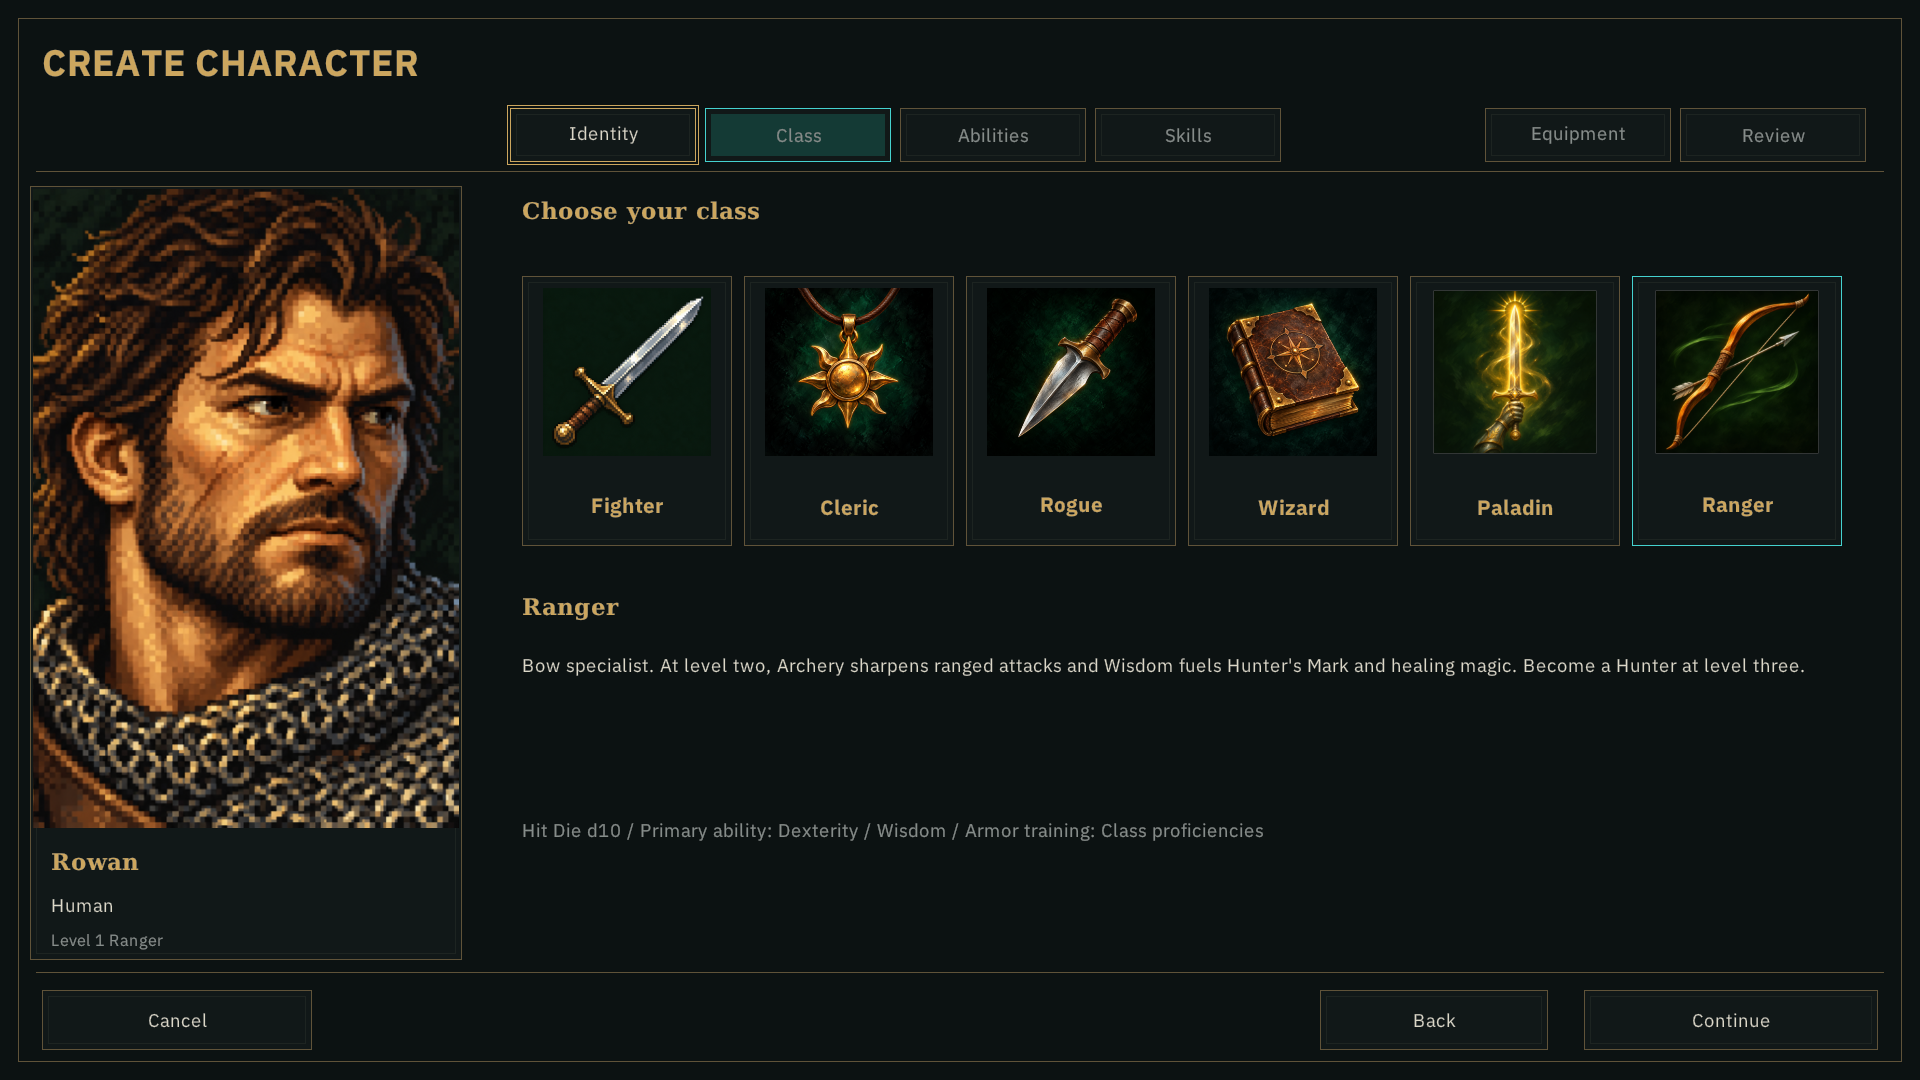 CREATE CHARACTER
Identity
Class
Abilities
Skills
Equipment
Review
Choose your class
Fighter
Cleric
Rogue
Wizard
Paladin
Ranger
Ranger
Bow specialist. At level two, Archery sharpens ranged attacks and Wisdom fuels Hunter's Mark and healing magic. Become a Hunter at level three.
Hit Die d10 / Primary ability: Dexterity / Wisdom / Armor training: Class proficiencies
Rowan
Human
Level 1 Ranger
Cancel
Back
Continue